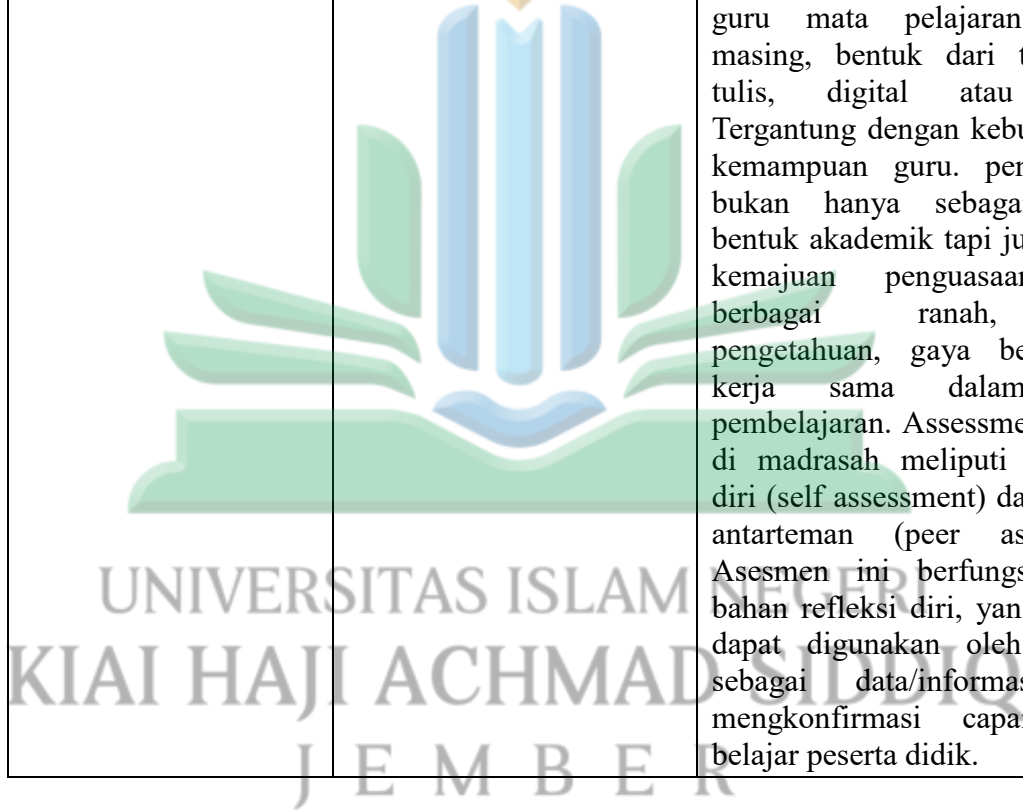 guru mata pelajaran
masing, bentuk dari
tulis, digital atau
Tergantung dengan
kemampuan guru.
bukan hanya
bentuk akademik tapi
kemajuan
berbagai ranah,
pengetahuan, gaya
kerja sama dalam
pembelajaran.
di madrasah meliputi
diri (self assessment)
antarteman (peer
Asesmen ini
bahan refleksi diri,
dapat digunakan oleh
sebagai
mengkonfirmasi
belajar peserta didik.
UNIVERSITAS ISLAM NEGERI
KIAI HAJI ACHMAD
JEMBER